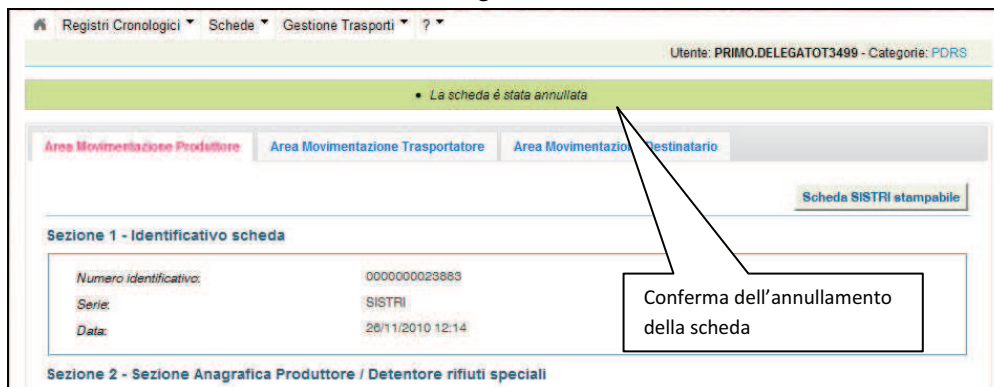 Registri Cronologici Schede Gestione Trasporti ?
Utente: PRIMO.DELEGATOT3499 - Categorie: PDRS
• La scheda é stata annullata
Area Movimentazione Produttore Area Movimentazione Trasportatore Area Movimentazione Destinatario
Scheda SISTRI stampabile
Sezione 1 - Identificativo scheda
Numero identificativo: 0000000023883
Serie: SISTRI
Data: 26/11/2010 12:14
Conferma dell'annullamento
della scheda
Sezione 2 - Sezione Anagrafica Produttore / Detentore rifiuti speciali